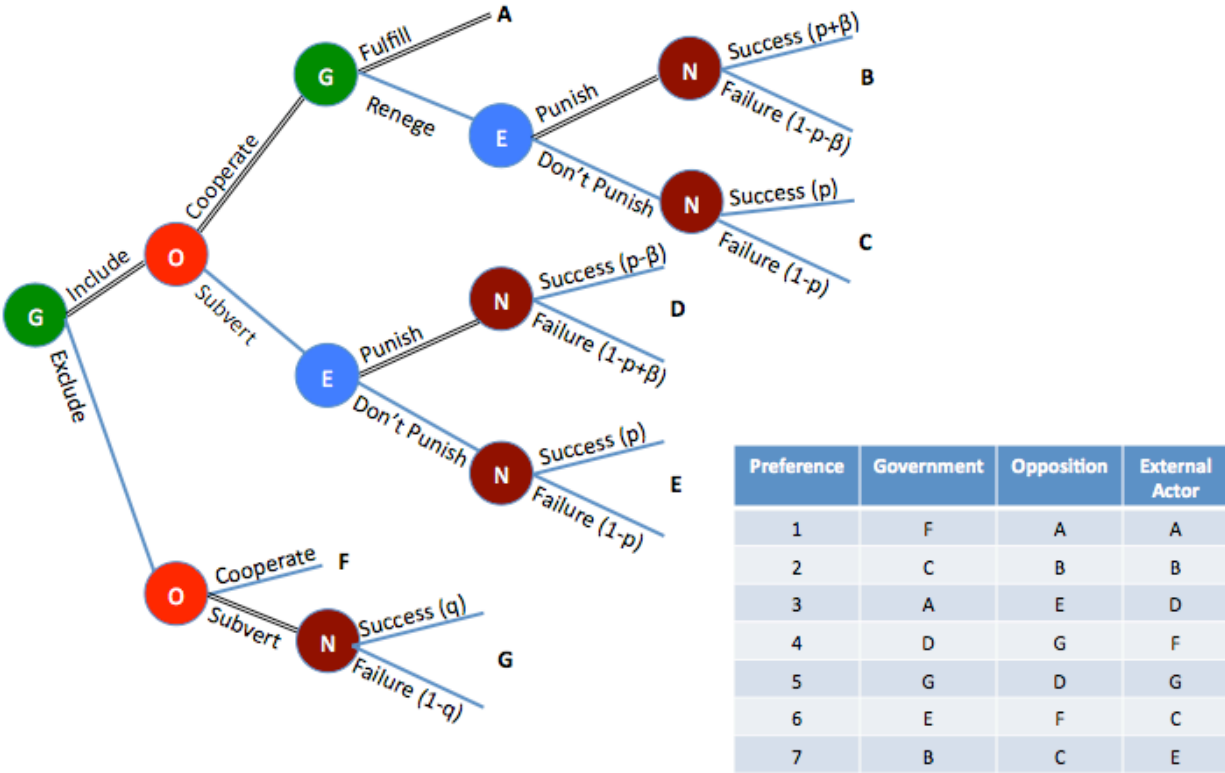 A
Fulfill
G
Renege
Cooperate
Punish
N
Success (p+β)
B
Failure (1-p-β)
E
Don't Punish
N
Success (p)
C
Failure (1-p)
Include
O
Subvert
G
Exclude
Punish
N
Success (p-β)
D
Failure (1-p+β)
E
Don't Punish
N
Success (p)
E
Failure (1-p)
O
Cooperate
F
Subvert
N
Success (q)
G
Failure (1-q)
Preference Government Opposition External Actor
1 F A A
2 C B B
3 A E D
4 D G F
5 G D G
6 E F C
7 B C E